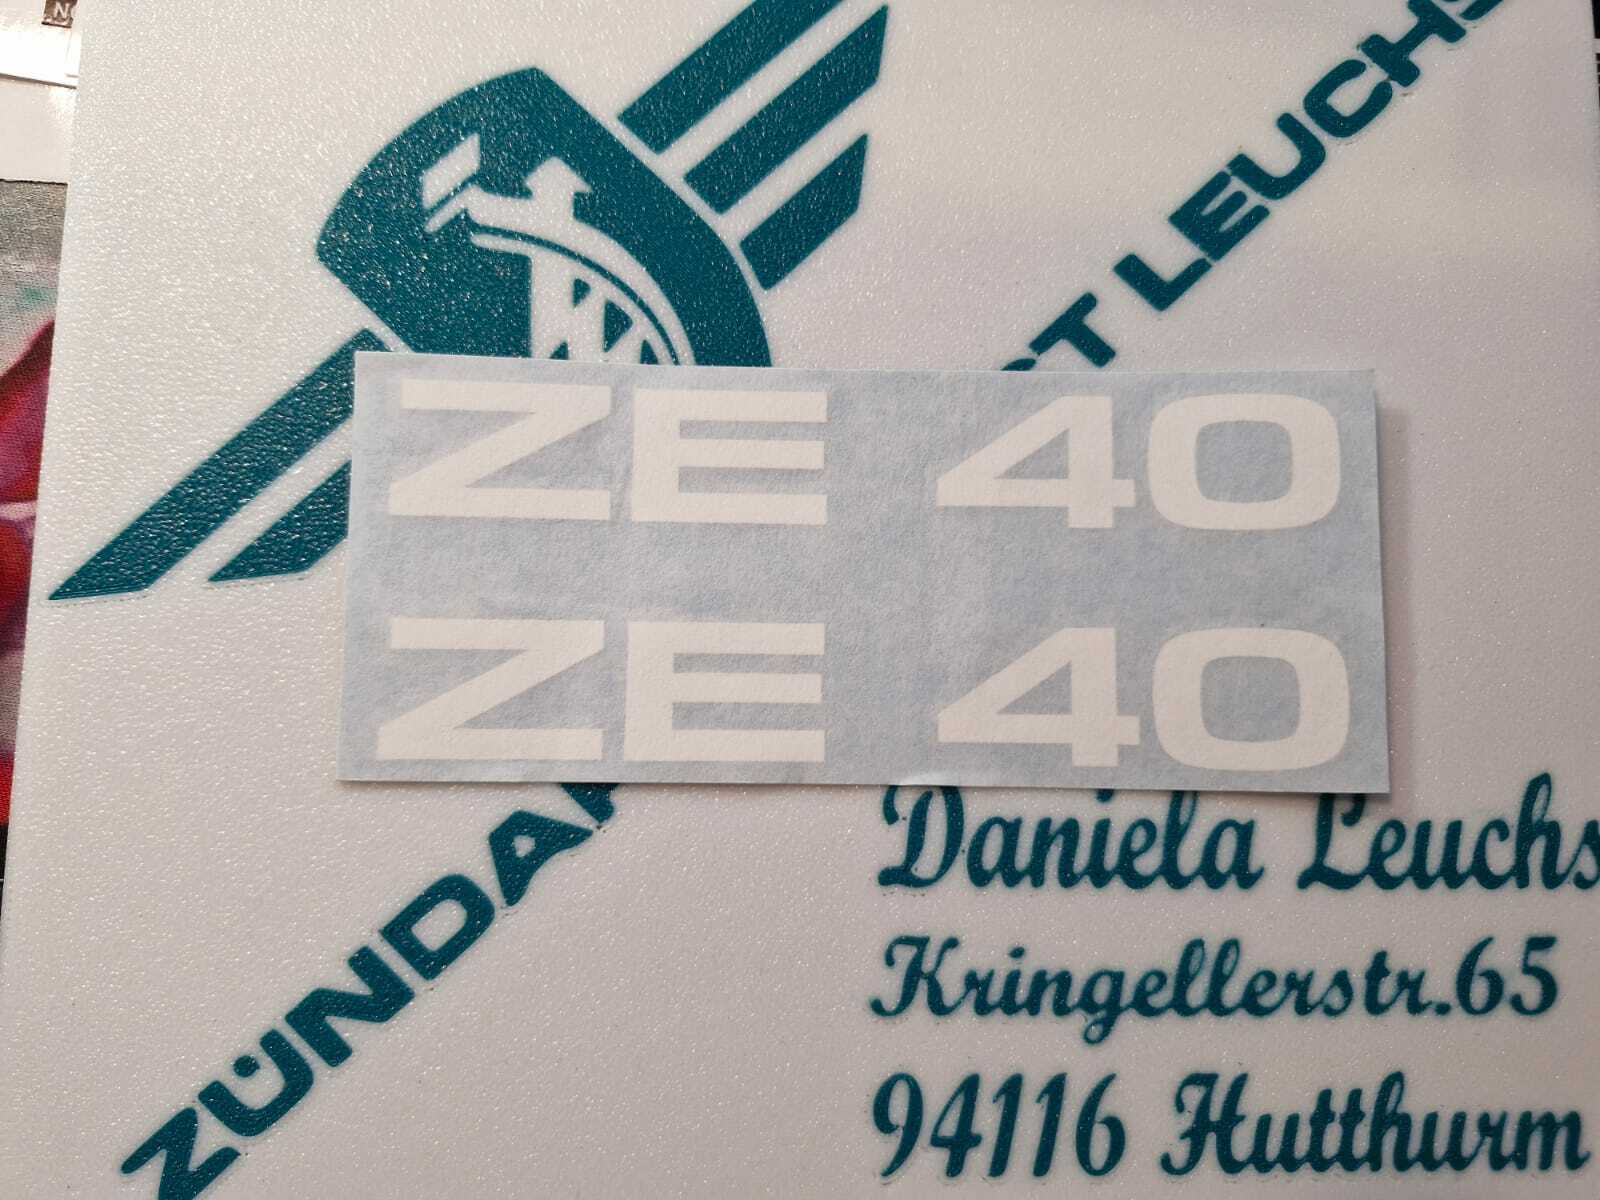 ZE 40
ZE 40
LEUCHS
ZÜNDA
Daniela Leuchs
Kringellerstr.65
94116 Hutthurm